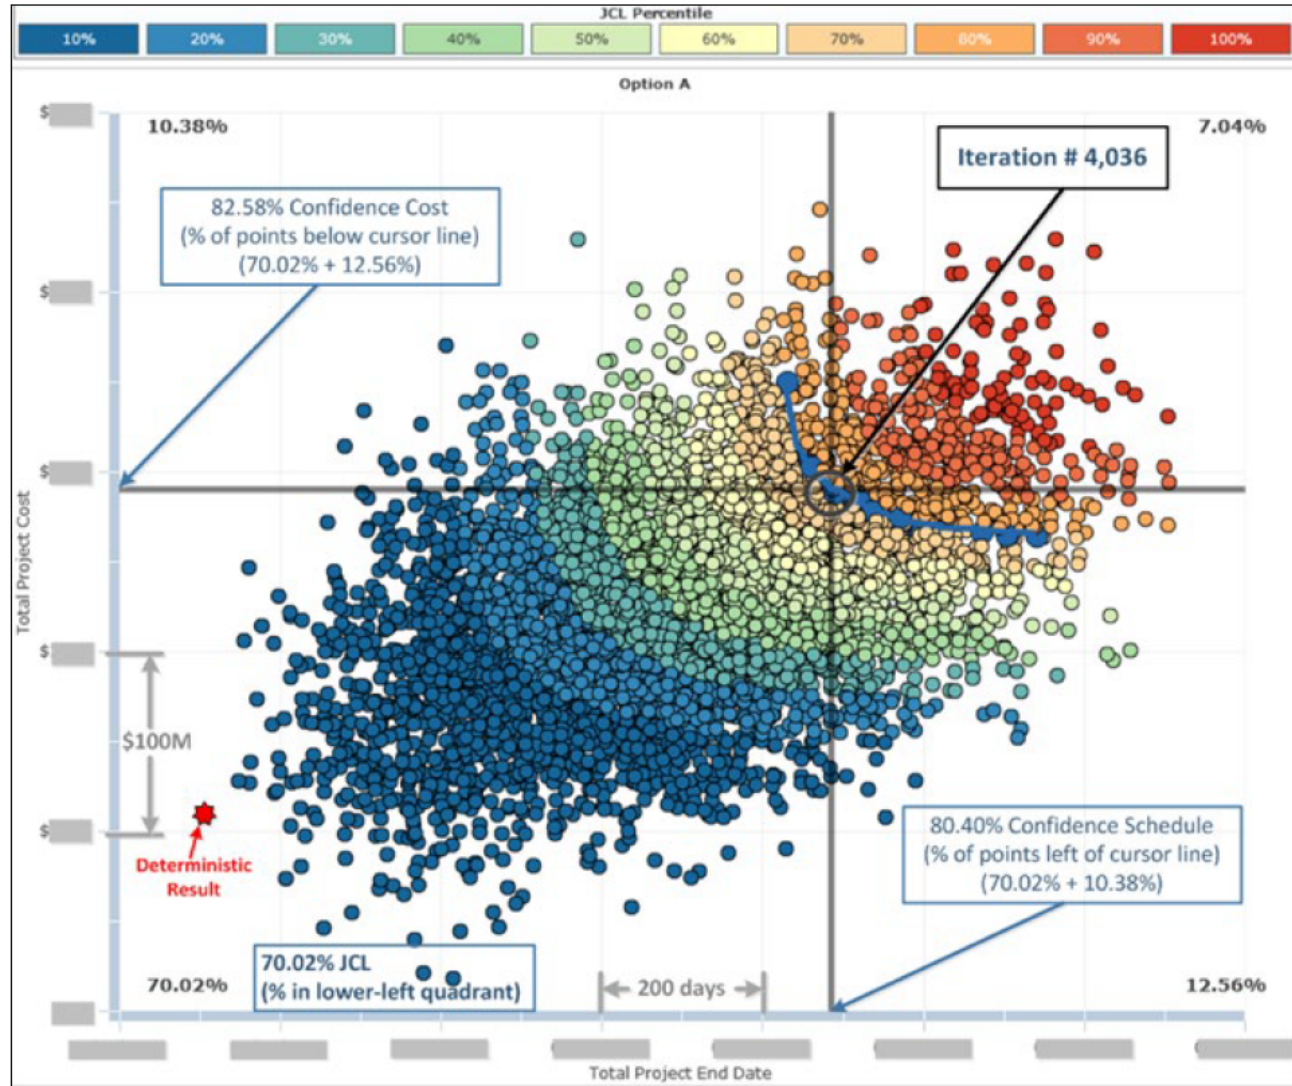 JCL Percentile
10% 20% 30% 40% 50% 60% 70% 80% 90% 100%
Option A
$
10.38%
7.04%
Iteration # 4,036
82.58% Confidence Cost
(% of points below cursor line)
(70.02% + 12.56%)
$
$
Total Project Cost
$
$100M
$
Deterministic
Result
80.40% Confidence Schedule
(% of points left of cursor line)
(70.02% + 10.38%)
70.02%
70.02% JCL
(% in lower-left quadrant)
200 days
12.56%
Total Project End Date